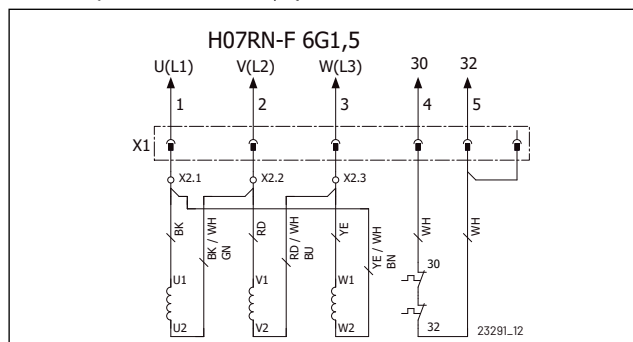 H07RN-F 6G1,5
U(L1) V(L2) W(L3) 30 32
1 2 3 4 5
X1
X2.1 X2.2 X2.3
BK BK / WH GN RD RD / WH BU YE YE / WH BN WH WH
U1 V1 W1 30
U2 V2 W2 32
23291_12